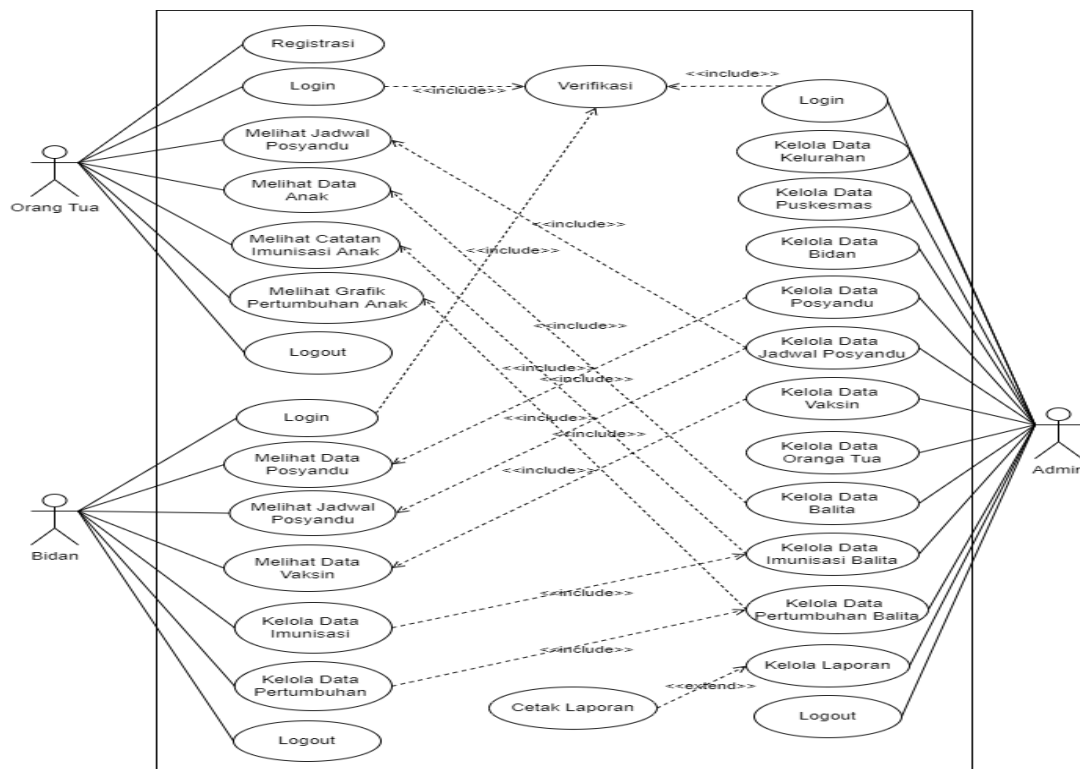 Registrasi
Login
<<include>>
Verifikasi
<<include>>
Login
Melihat Jadwal
Posyandu
Kelola Data
Kelurahan
Orang Tua
Melihat Data
Anak
Kelola Data
Puskesmas
<<include>>
Melihat Catatan
Imunisasi Anak
<<include>>
Kelola Data
Bidan
Melihat Grafik
Pertumbuhan Anak
Kelola Data
Posyandu
<<include>>
Logout
Kelola Data
Jadwal Posyandu
<<include>>
<<include>>
Kelola Data
Vaksin
Login
<<include>>
<<include>>
Kelola Data
Oranga Tua
Admin
Melihat Data
Posyandu
<<include>>
Melihat Jadwal
Posyandu
Kelola Data
Balita
Bidan
Melihat Data
Vaksin
Kelola Data
Imunisasi Balita
<<include>>
Kelola Data
Imunisasi
Kelola Data
Pertumbuhan Balita
<<include>>
Kelola Data
Pertumbuhan
Kelola Laporan
<<extend>>
Cetak Laporan
Logout
Logout